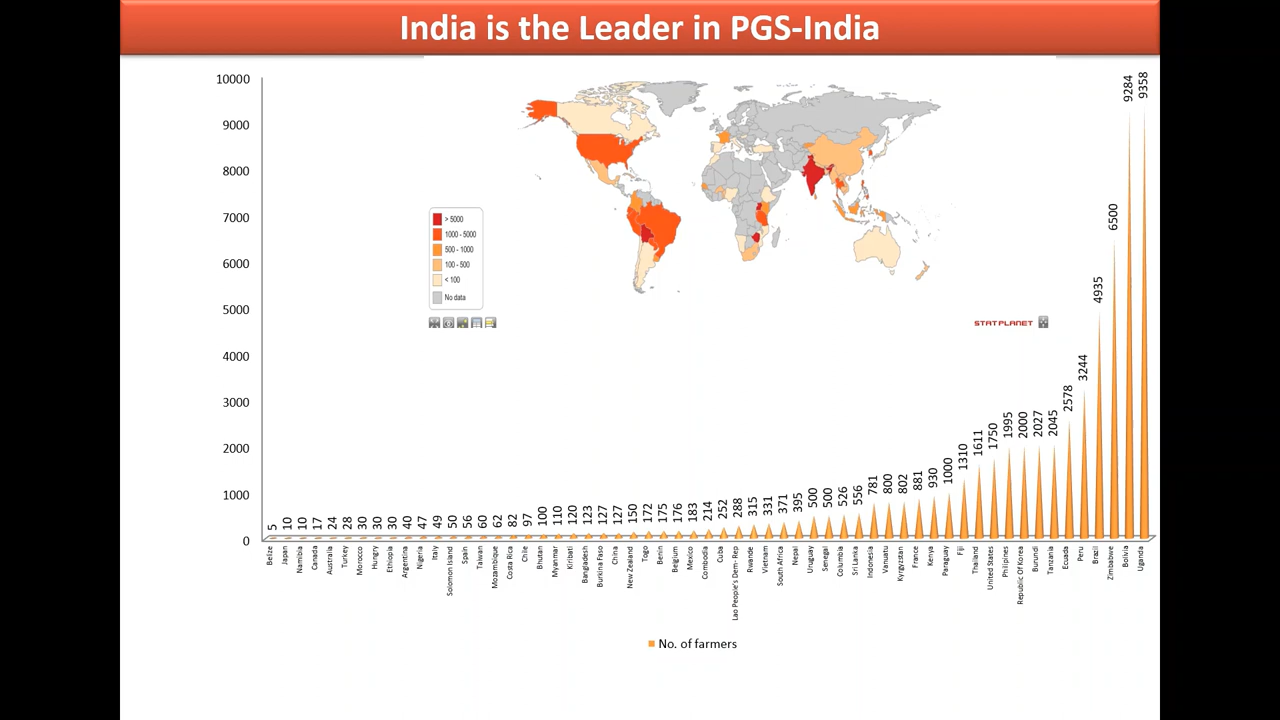 India is the Leader in PGS-India
10000
9000
8000
7000
6000
5000
4000
3000
2000
1000
0
> 5000
1000 - 5000
500 - 1000
100 - 500
< 100
No data
STATPLANET
5
10
10
17
24
28
30
30
30
40
47
49
50
56
60
62
82
97
100
110
120
123
127
127
150
172
175
176
183
214
252
288
315
331
371
395
500
500
526
556
781
800
802
881
930
1000
1310
1611
1750
1995
2000
2027
2045
2578
3244
4935
6500
9284
9358
Belize
Japan
Namibia
Canada
Australia
Turkey
Morocco
Hungry
Ethiopia
Argerina
Nigeria
Italy
Solomon Island
Spain
Taiwan
Mozambique
Costa Rica
Chile
Bhutan
Myanmar
Kiribati
Bangladesh
Burkina Faso
China
New Zealand
Togo
Benin
Belgium
Mexico
Combodia
Cuba
Lao People's Dem- Rep
Rwande
Vietnam
South Africa
Nepal
Uruguay
Senegal
Columbia
Sri Lanka
Indonesia
Vanuatu
Kyrgyzstan
France
Kenya
Paraguay
Fiji
Thailand
United States
Philipines
Republic Of Korea
Burundi
Tanzania
Ecuada
Peru
Brazil
Zimbabwe
Bolivia
Uganda
No. of farmers